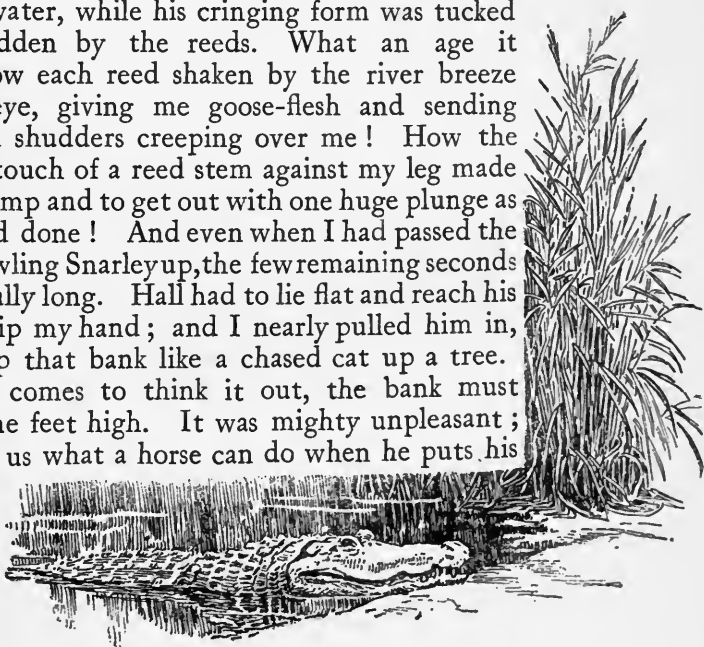 vater, while his cringing form was tucked
dden by the reeds. What an age it
ow each reed shaken by the river breeze
eye, giving me goose-flesh and sending
shudders creeping over me! How the
touch of a reed stem against my leg made
mp and to get out with one huge plunge as
d done! And even when I had passed the
wling Snarleyup, the few remaining seconds
ally long. Hall had to lie flat and reach his
ip my hand; and I nearly pulled him in,
p that bank like a chased cat up a tree.
comes to think it out, the bank must
ne feet high. It was mighty unpleasant;
us what a horse can do when he puts his